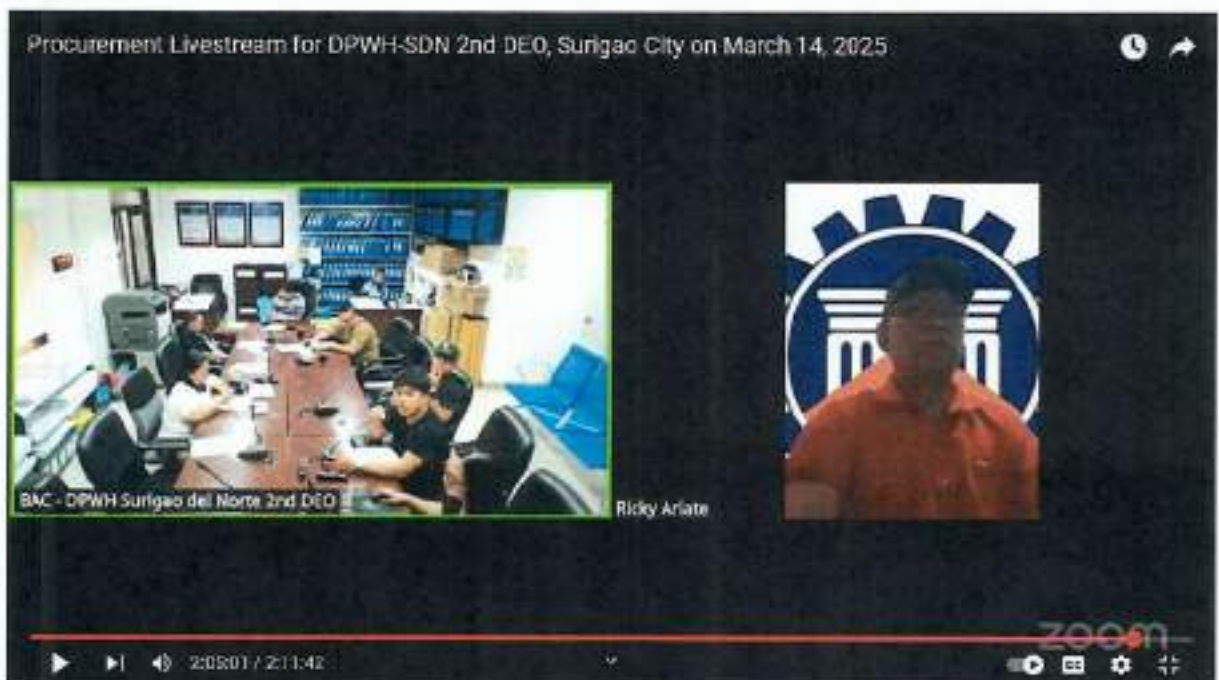 Procurement Livestream for DPWH-SDN 2nd DEO, Surigao City on March 14, 2025
BAC - DPWH Surigao del Norte 2nd DEO
Ricky Ariate
zoom
2:05:01 / 2:11:42
CC